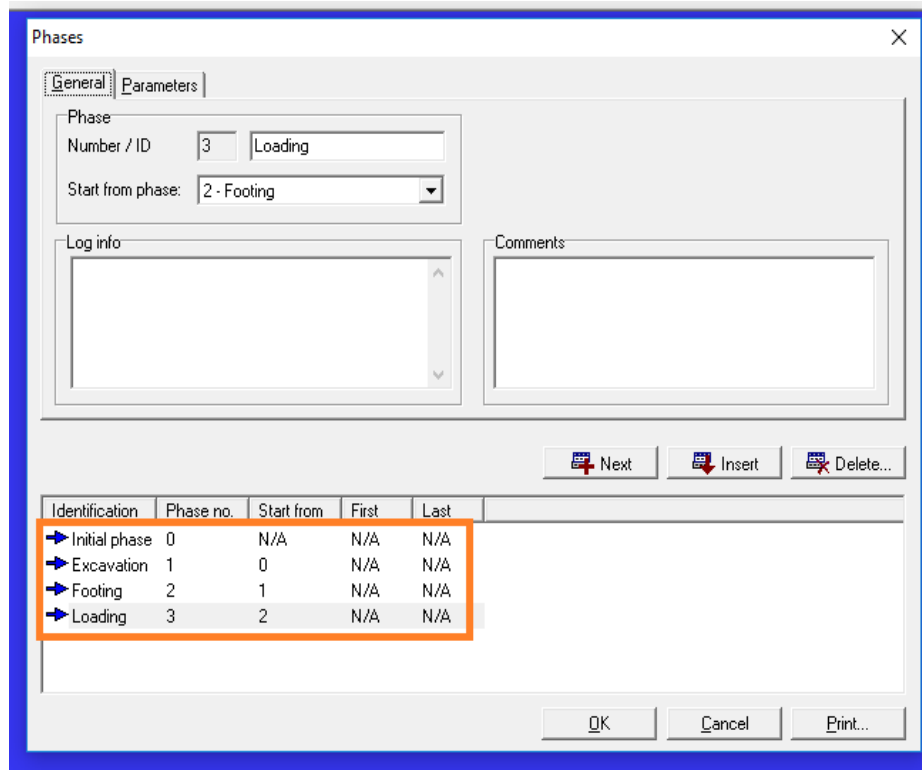 Phases
General Parameters
Phase
Number / ID 3 Loading
Start from phase: 2 - Footing
Log info Comments
Next Insert Delete...
Identification Phase no. Start from First Last
Initial phase 0 N/A N/A N/A
Excavation 1 0 N/A N/A
Footing 2 1 N/A N/A
Loading 3 2 N/A N/A
OK Cancel Print...